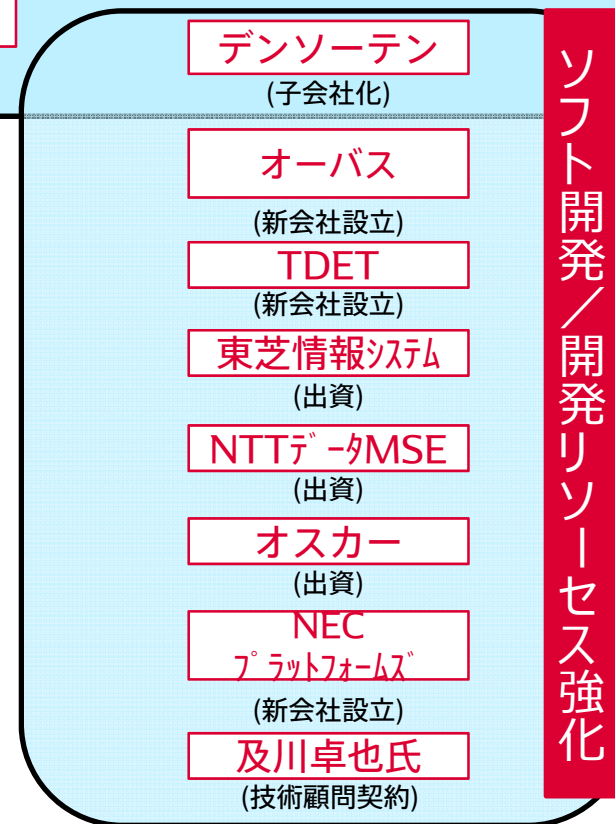 デンソーテン
(子会社化)
オーバス
(新会社設立)
TDET
(新会社設立)
東芝情報ｼｽﾃﾑ
(出資)
NTTﾃﾞｰﾀMSE
(出資)
オスカー
(出資)
NEC
ﾌﾟﾗｯﾄﾌｫｰﾑｽﾞ
(新会社設立)
及川卓也氏
(技術顧問契約)
ソフト開発／開発リソーセス強化